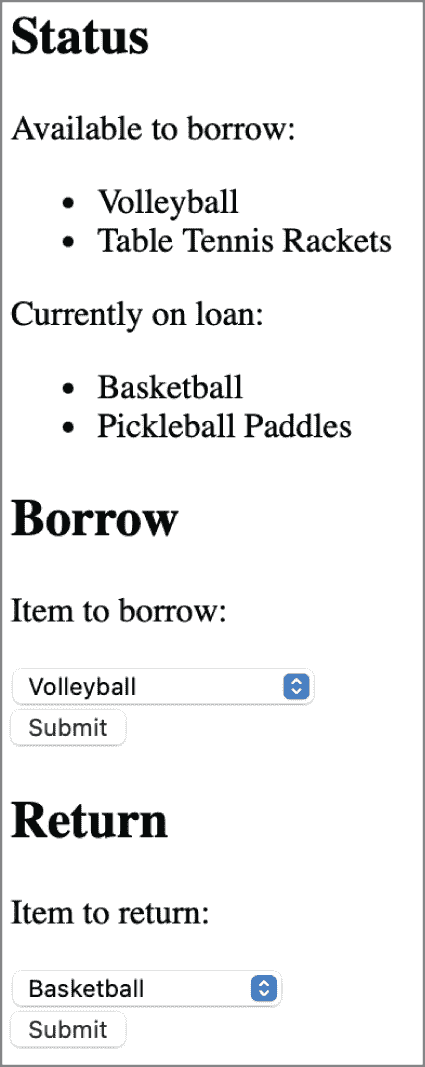 Status
Available to borrow:
Volleyball
Table Tennis Rackets
Currently on loan:
Basketball
Pickleball Paddles
Borrow
Item to borrow:
Volleyball
Submit
Return
Item to return:
Basketball
Submit